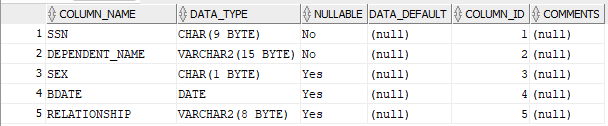 COLUMN_NAME DATA_TYPE NULLABLE DATA_DEFAULT COLUMN_ID COMMENTS
1 SSN CHAR(9 BYTE) No (null) 1 (null)
2 DEPENDENT_NAME VARCHAR2(15 BYTE) No (null) 2 (null)
3 SEX CHAR(1 BYTE) Yes (null) 3 (null)
4 BDATE DATE Yes (null) 4 (null)
5 RELATIONSHIP VARCHAR2(8 BYTE) Yes (null) 5 (null)